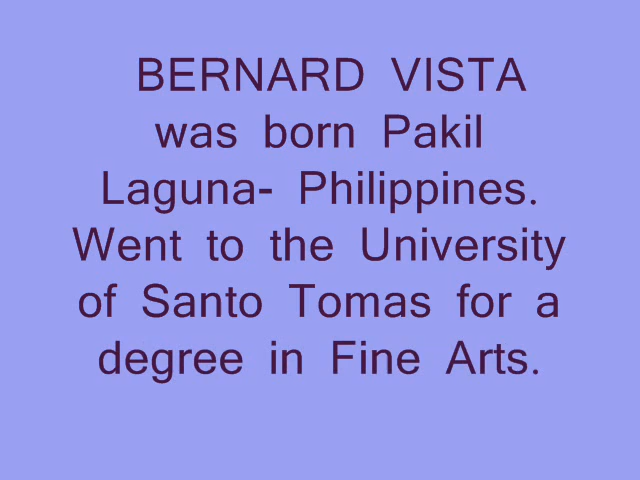 BERNARD VISTA
was born Pakil
Laguna- Philippines.
Went to the University
of Santo Tomas for a
degree in Fine Arts.